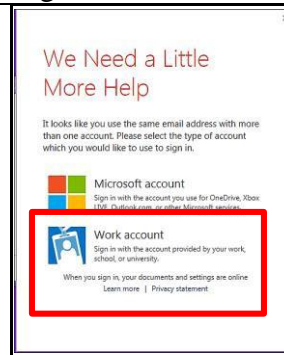 We Need a Little
More Help
It looks like you use the same email address with more
than one account. Please select the type of account
which you would like to use to sign in.
Microsoft account
Sign in with the account you use for OneDrive, Xbox
LIVE, Outlook.com, or other Microsoft services.
Work account
Sign in with the account provided by your work,
school, or university.
When you sign in, your documents and settings are online
Learn more | Privacy statement